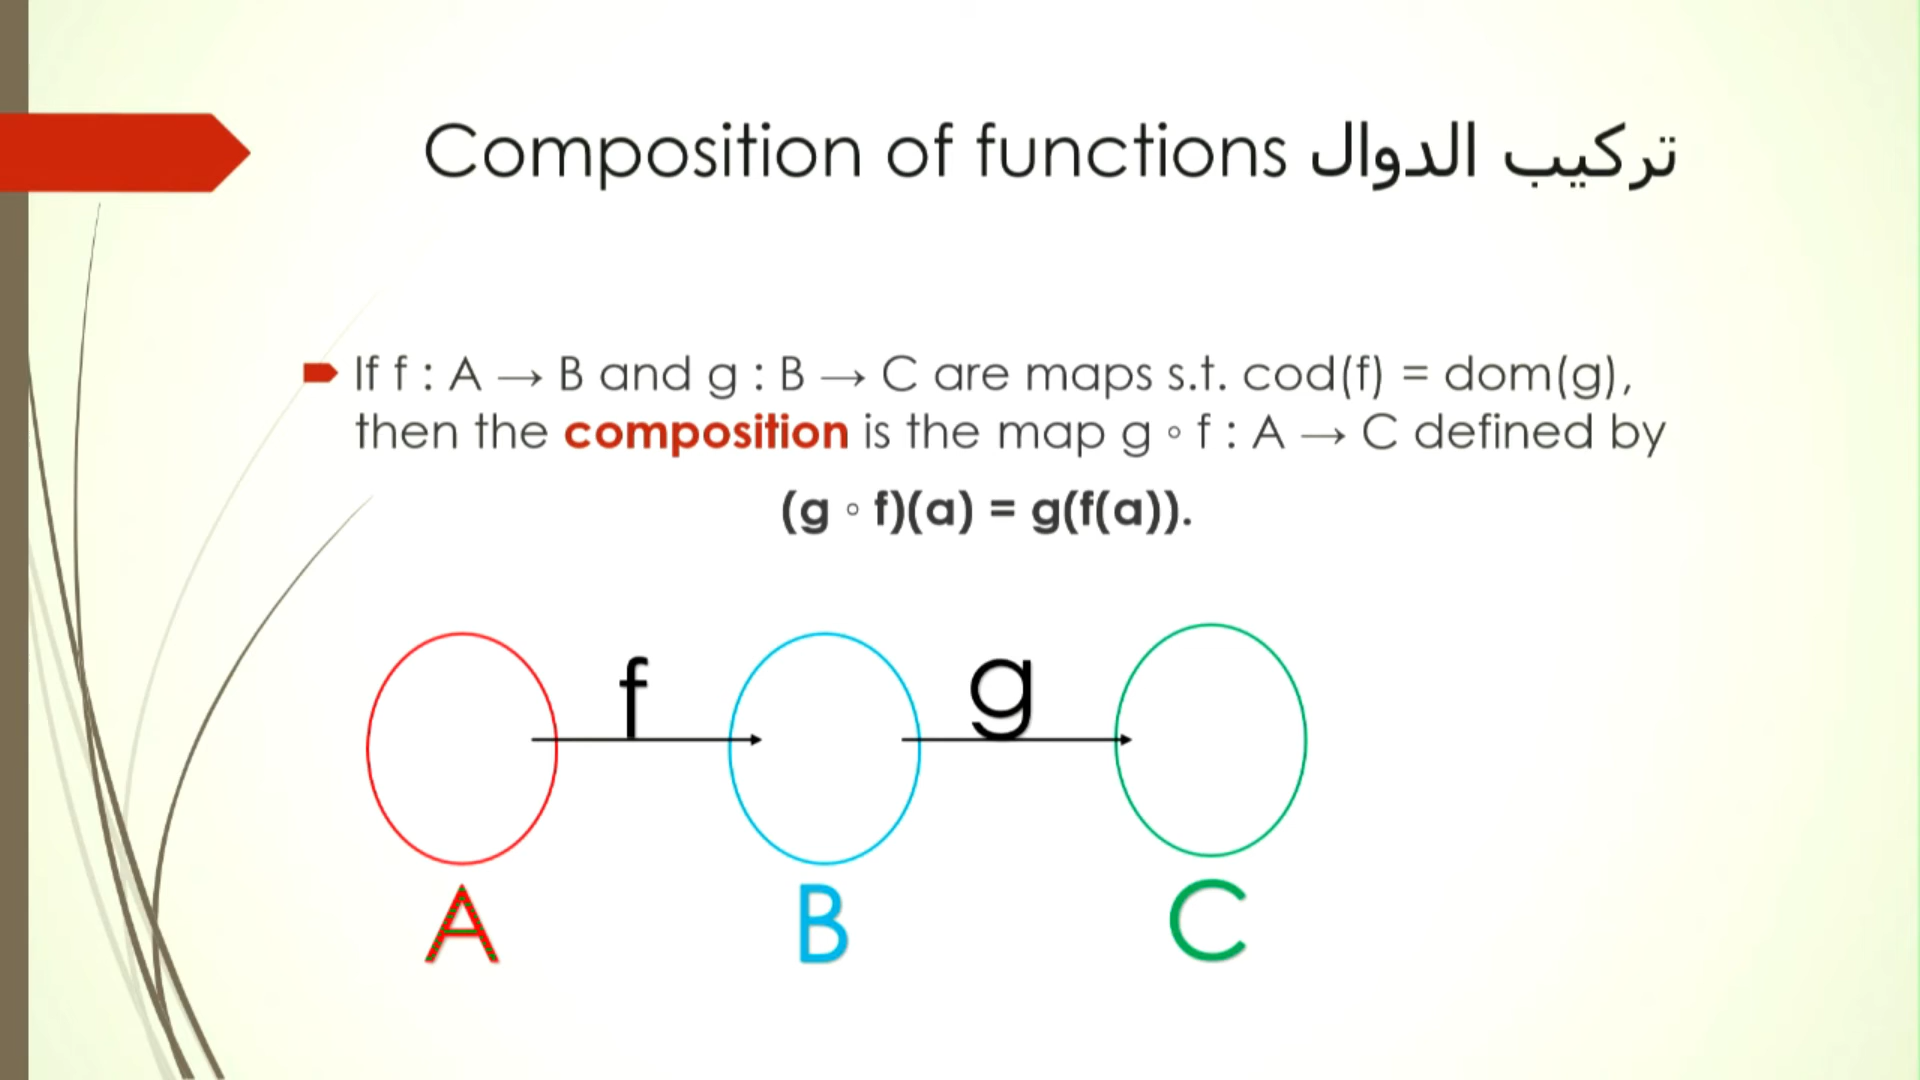 Composition of functions تركيب الدوال
If f : A → B and g : B → C are maps s.t. cod(f) = dom(g),
then the composition is the map g ∘ f : A → C defined by
(g ∘ f)(a) = g(f(a)).
f
g
A
B
C